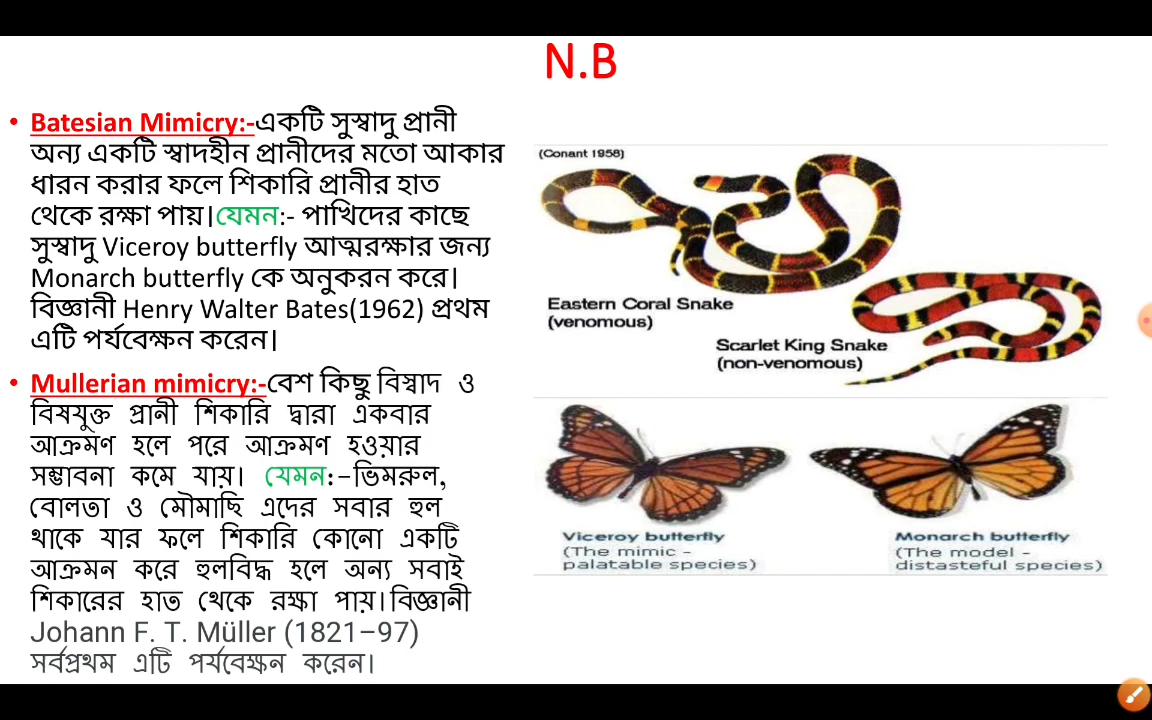 N.B
• Batesian Mimicry:-একটি সুস্বাদু প্রানী
অন্য একটি স্বাদহীন প্রানীদের মতো আকার
ধারন করার ফলে শিকারি প্রানীর হাত
থেকে রক্ষা পায়।যেমন:- পাখিদের কাছে
সুস্বাদু Viceroy butterfly আত্মরক্ষার জন্য
Monarch butterfly কে অনুকরন করে।
বিজ্ঞানী Henry Walter Bates(1962) প্রথম
এটি পর্যবেক্ষন করেন।
• Mullerian mimicry:-বেশ কিছু বিস্বাদ ও
বিষযুক্ত প্রানী শিকারি দ্বারা একবার
আক্রমণ হলে পরে আক্রমণ হওয়ার
সম্ভাবনা কমে যায়। যেমন:–ভিমরুল,
বোলতা ও মৌমাছি এদের সবার হুল
থাকে যার ফলে শিকারি কোনো একটি
আক্রমন করে হুলবিদ্ধ হলে অন্য সবাই
শিকারের হাত থেকে রক্ষা পায়।বিজ্ঞানী
Johann F. T. Müller (1821–97)
সর্বপ্রথম এটি পর্যবেক্ষন করেন।
(Conant 1958)
Eastern Coral Snake
(venomous)
Scarlet King Snake
(non-venomous)
Viceroy butterfly
(The mimic -
palatable species)
Monarch butterfly
(The model -
distasteful species)